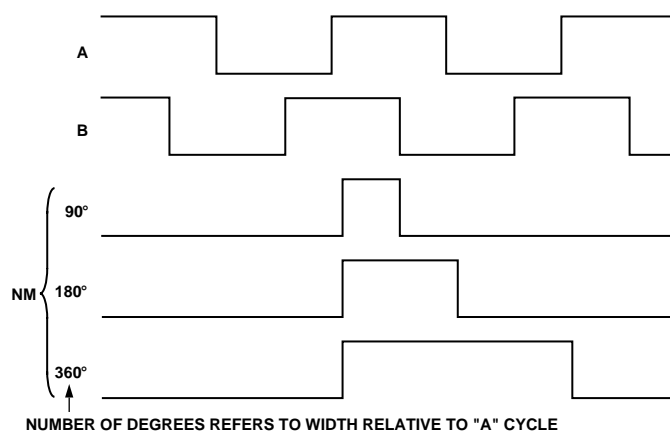 A
B
90°
NM
180°
360°
NUMBER OF DEGREES REFERS TO WIDTH RELATIVE TO "A" CYCLE